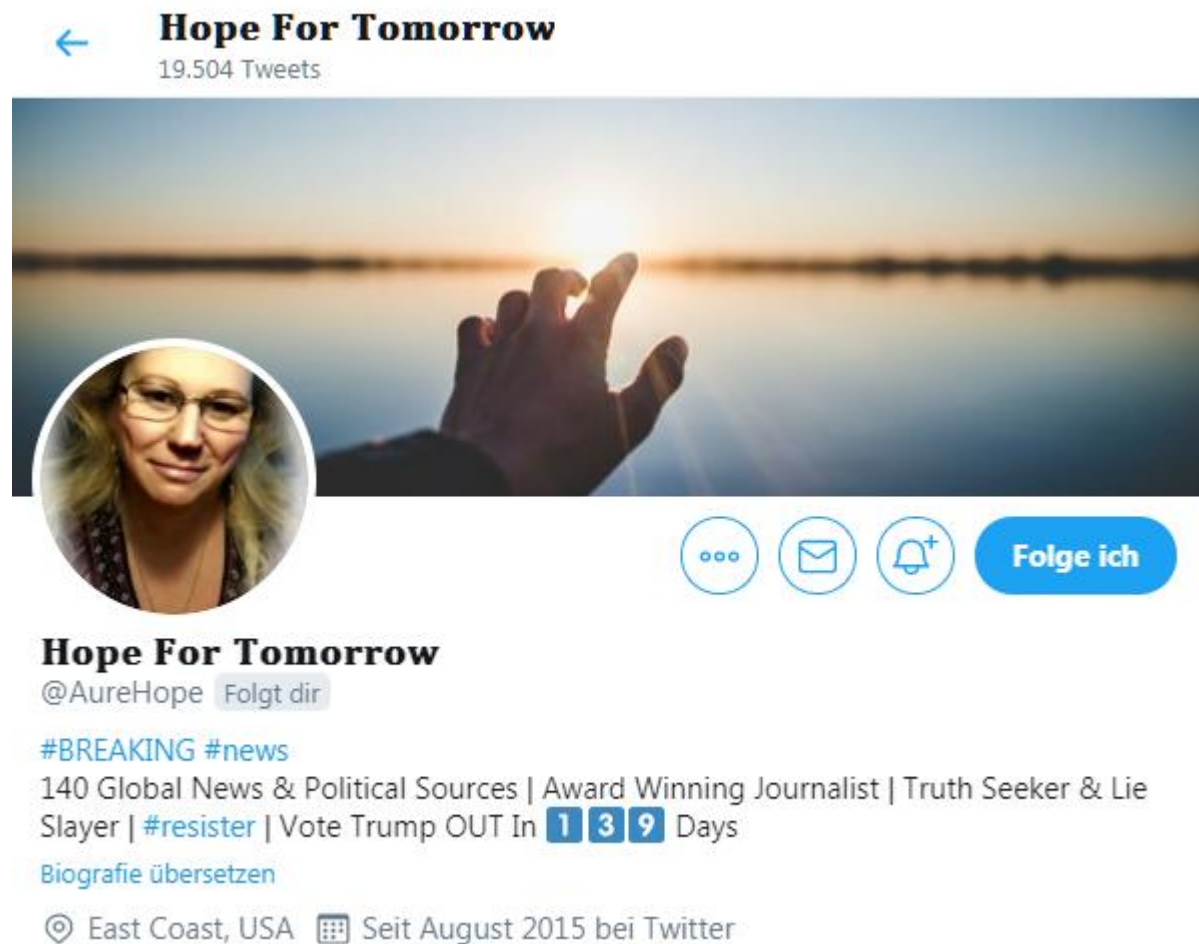 Hope For Tomorrow
19.504 Tweets
Folge ich
Hope For Tomorrow
@AureHope Folgt dir
#BREAKING #news
140 Global News & Political Sources | Award Winning Journalist | Truth Seeker & Lie
Slayer | #resister | Vote Trump OUT In 1 3 9 Days
Biografie übersetzen
East Coast, USA Seit August 2015 bei Twitter